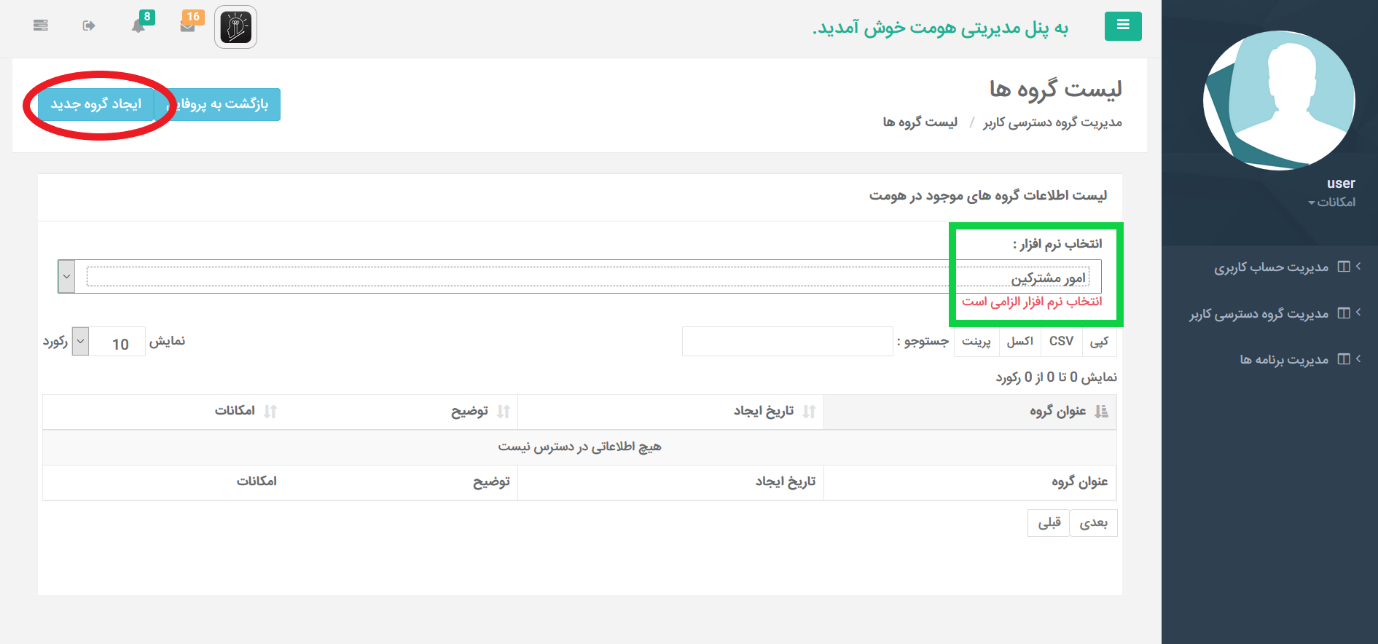 به پنل مدیریتی هومت خوش آمدید.
16
8
user
امکانات
مدیریت حساب کاربری
مدیریت گروه دسترسی کاربر
مدیریت برنامه ها
لیست گروه ها
مدیریت گروه دسترسی کاربر / لیست گروه ها
بازگشت به پروفایل
ایجاد گروه جدید
لیست اطلاعات گروه های موجود در هومت
انتخاب نرم افزار :
امور مشترکین
انتخاب نرم افزار الزامی است
کپی CSV اکسل پرینت جستوجو : نمایش 10 رکورد
نمایش 0 تا 0 از 0 رکورد
عنوان گروه تاریخ ایجاد توضیح امکانات
هیچ اطلاعاتی در دسترس نیست
عنوان گروه تاریخ ایجاد توضیح امکانات
بعدی قبلی